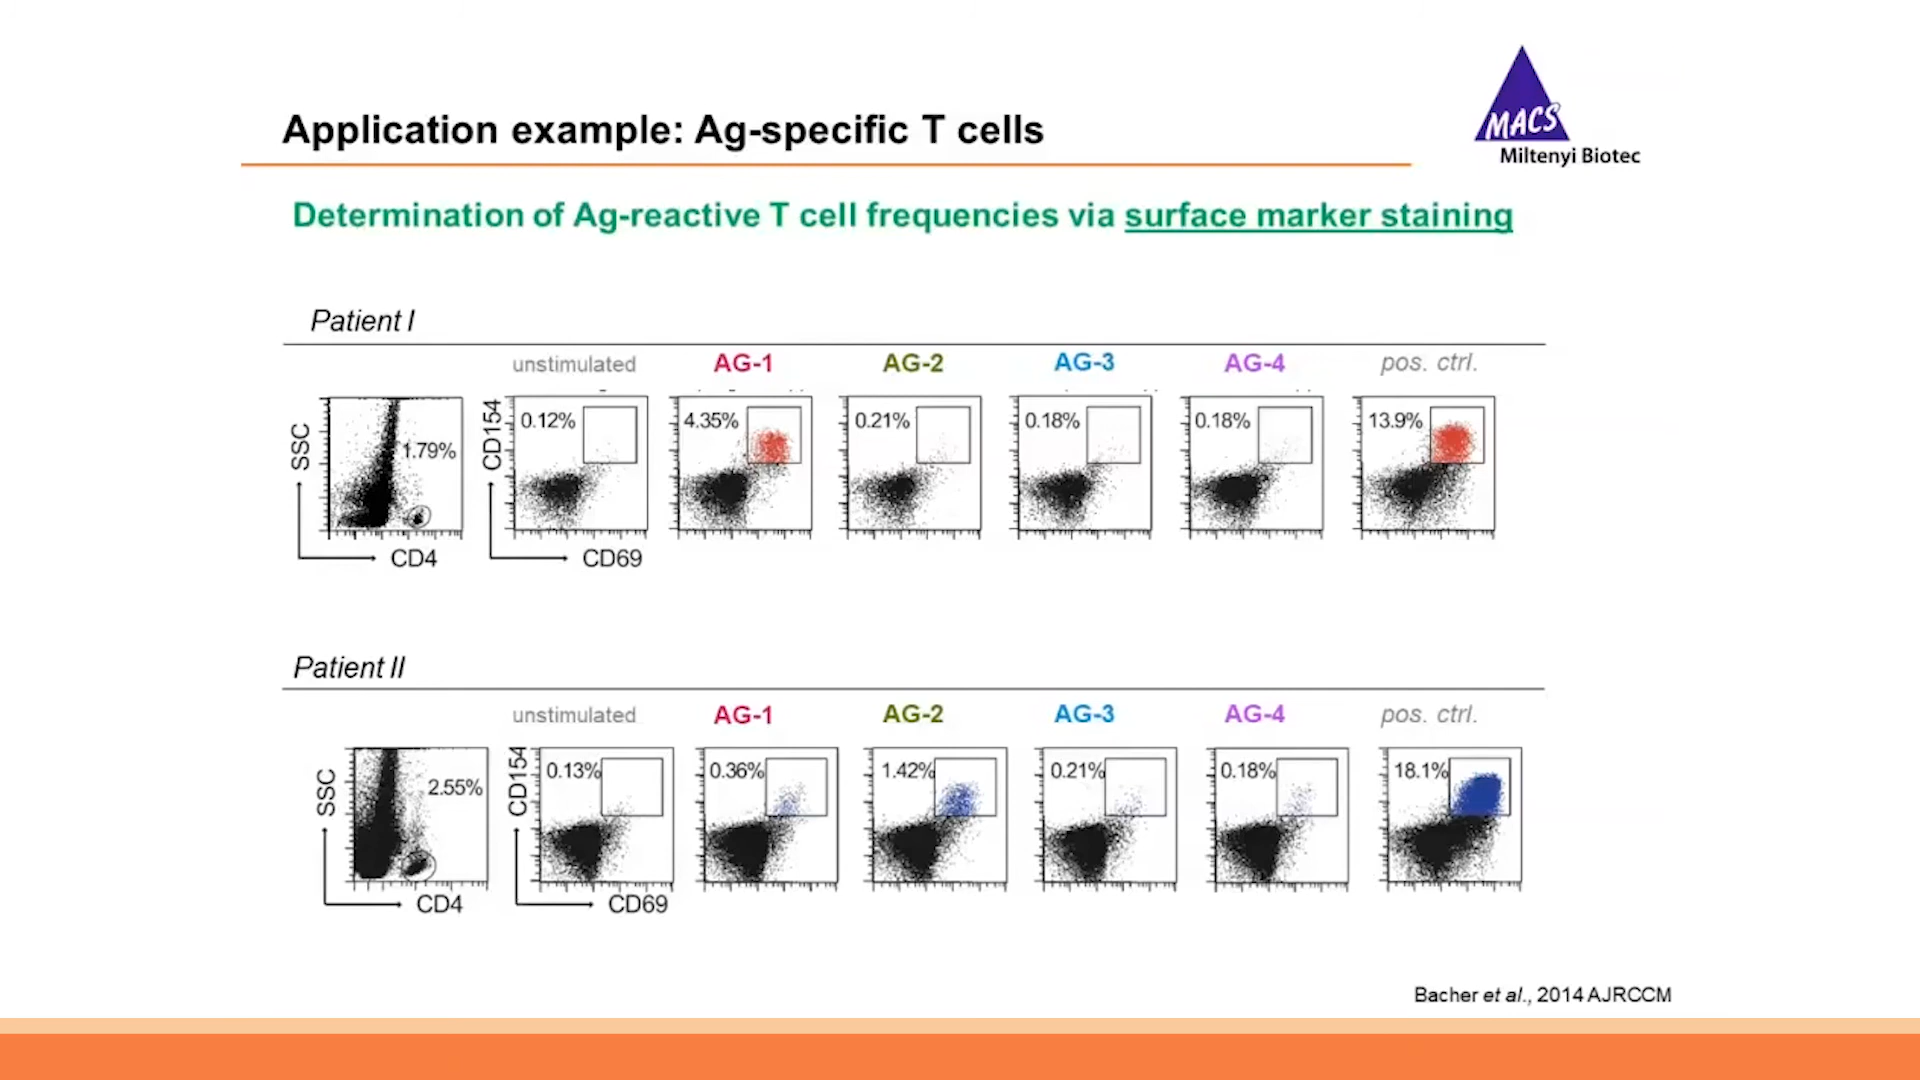 MACS
Miltenyi Biotec
Application example: Ag-specific T cells
Determination of Ag-reactive T cell frequencies via surface marker staining
Patient I
unstimulated AG-1 AG-2 AG-3 AG-4 pos. ctrl.
SSC 1.79% CD154 0.12% 4.35% 0.21% 0.18% 0.18% 13.9%
CD4 CD69
Patient II
unstimulated AG-1 AG-2 AG-3 AG-4 pos. ctrl.
SSC 2.55% CD154 0.13% 0.36% 1.42% 0.21% 0.18% 18.1%
CD4 CD69
Bacher et al., 2014 AJRCCM